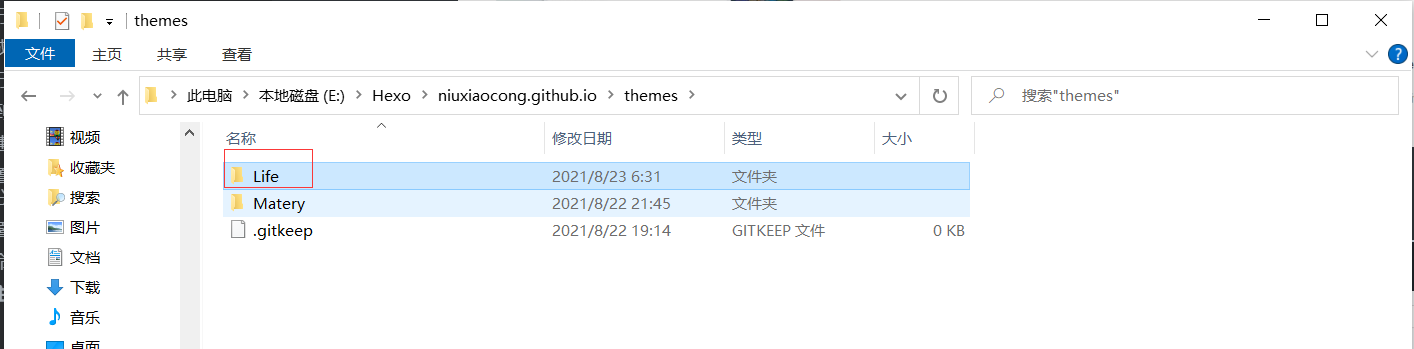 themes
文件 主页 共享 查看
此电脑 本地磁盘 (E:) Hexo niuxiaocong.github.io themes 搜索"themes"
名称 修改日期 类型 大小
视频
收藏夹
搜索
图片
文档
下载
音乐
桌面
Life 2021/8/23 6:31 文件夹
Matery 2021/8/22 21:45 文件夹
.gitkeep 2021/8/22 19:14 GITKEEP 文件 0 KB